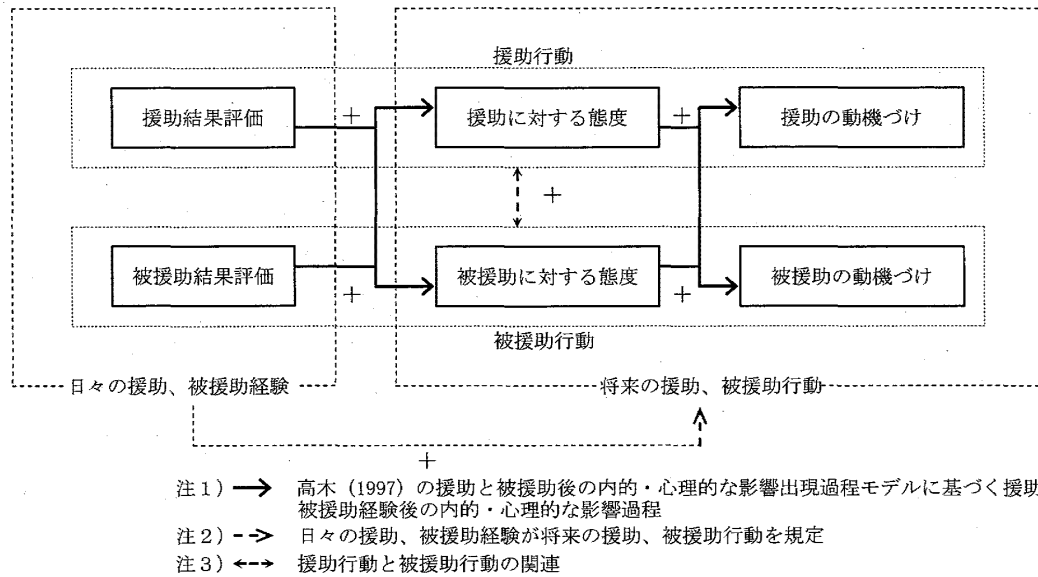 援助行動
援助結果評価
+
援助に対する態度
+
援助の動機づけ
+
被援助結果評価
+
被援助に対する態度
+
被援助の動機づけ
被援助行動
日々の援助、被援助経験
将来の援助、被援助行動
+
注1) 高木 (1997) の援助と被援助後の内的・心理的な影響出現過程モデルに基づく援助
被援助経験後の内的・心理的な影響過程
注2) 日々の援助、被援助経験が将来の援助、被援助行動を規定
注3) 援助行動と被援助行動の関連